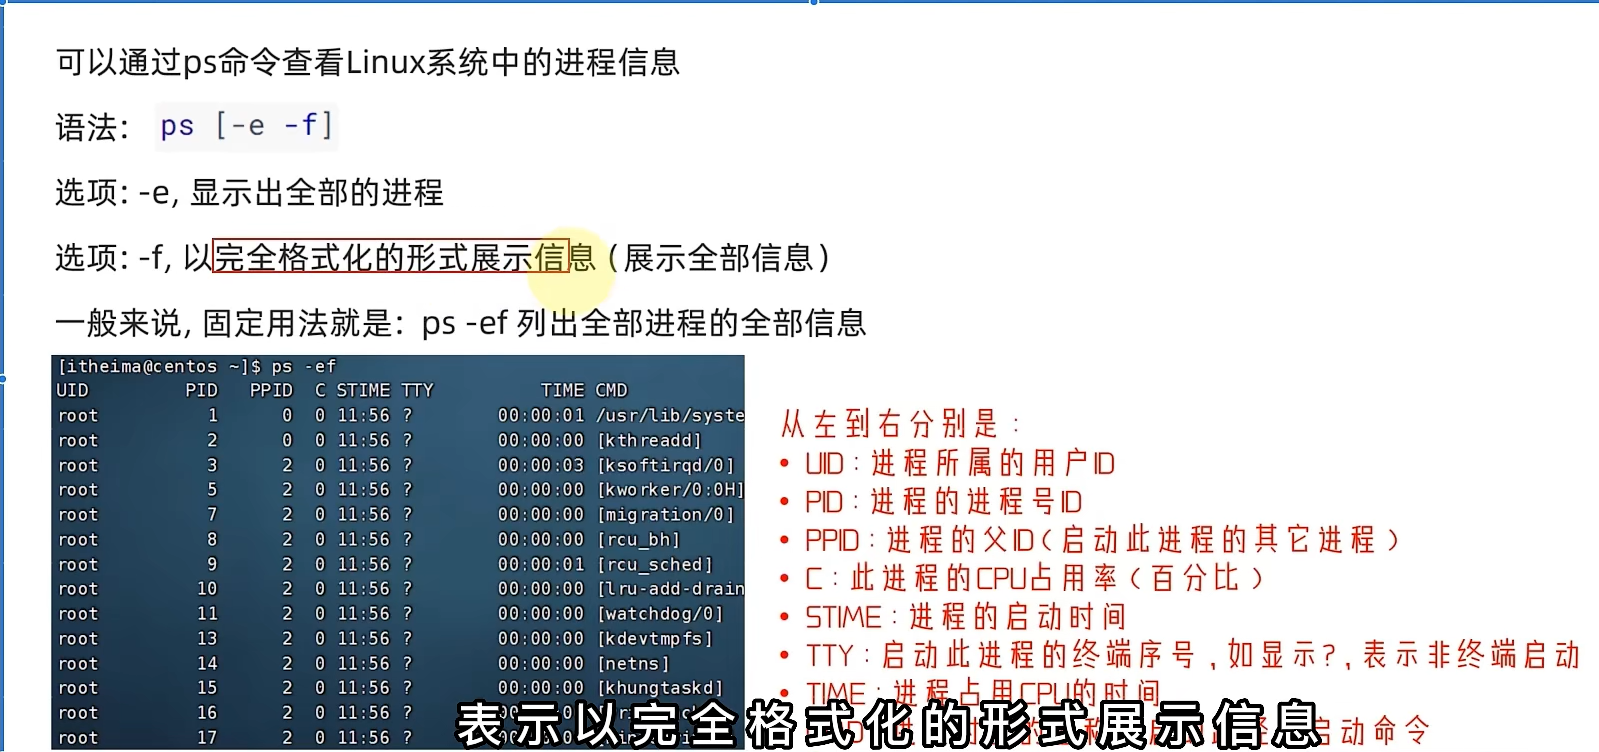 可以通过ps命令查看Linux系统中的进程信息
语法： ps [-e -f]
选项: -e, 显示出全部的进程
选项: -f, 以完全格式化的形式展示信息（展示全部信息）
一般来说, 固定用法就是：ps -ef 列出全部进程的全部信息
[itheima@centos ~]$ ps -ef
UID PID PPID C STIME TTY TIME CMD
root 1 0 0 11:56 ? 00:00:01 /usr/lib/syste
root 2 0 0 11:56 ? 00:00:00 [kthreadd]
root 3 2 0 11:56 ? 00:00:03 [ksoftirqd/0]
root 5 2 0 11:56 ? 00:00:00 [kworker/0:0H]
root 7 2 0 11:56 ? 00:00:00 [migration/0]
root 8 2 0 11:56 ? 00:00:00 [rcu_bh]
root 9 2 0 11:56 ? 00:00:01 [rcu_sched]
root 10 2 0 11:56 ? 00:00:00 [lru-add-drain
root 11 2 0 11:56 ? 00:00:00 [watchdog/0]
root 13 2 0 11:56 ? 00:00:00 [kdevtmpfs]
root 14 2 0 11:56 ? 00:00:00 [netns]
root 15 2 0 11:56 ? 00:00:00 [khungtaskd]
root 16 2 0 11:56 ?
root 17 2 0 11:56 ?
从左到右分别是：
• UID：进程所属的用户ID
• PID：进程的进程号ID
• PPID：进程的父ID（启动此进程的其它进程）
• C：此进程的CPU占用率（百分比）
• STIME：进程的启动时间
• TTY：启动此进程的终端序号,如显示?,表示非终端启动
• TIME：进程占用CPU的时间
启动命令
表示以完全格式化的形式展示信息